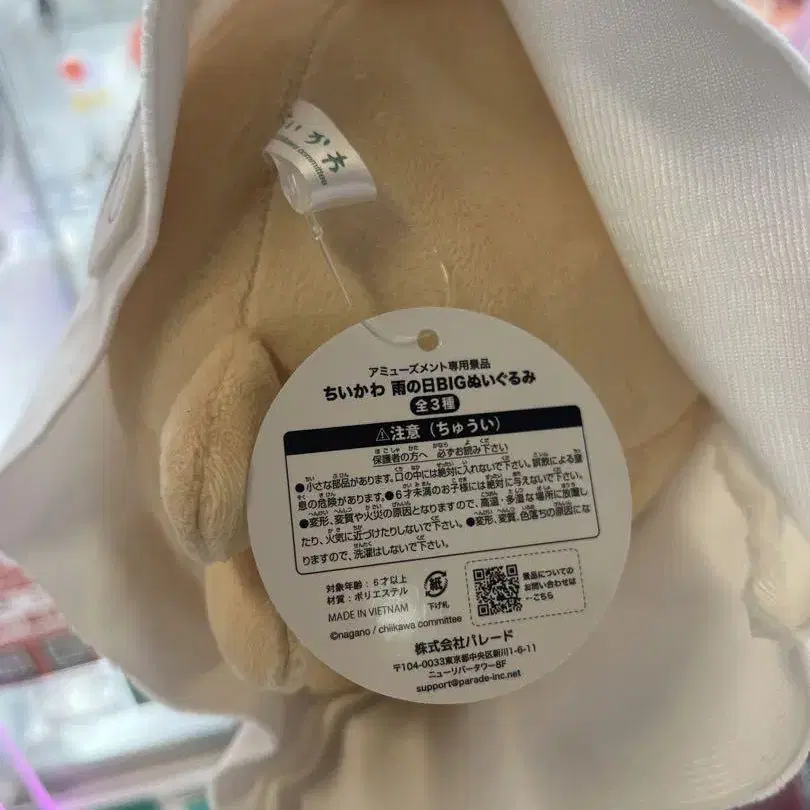 いかわ
committee
アミューズメント専用景品
ちいかわ 雨の日BIGぬいぐるみ
全3種
⚠注意（ちゅうい）
保護者の方へ 必ずお読み下さい
●小さな部品があります。口の中には絶対に入れないで下さい。誤飲による窒
息の危険があります。●6才未満のお子様には絶対に与えないで下さい。
●変形、変質や火災の原因となりますので、高温・多湿な場所に放置し
たり、火気に近づけたりしないで下さい。●変形、変質、色落ちの原因にな
りますので、洗濯はしないで下さい。
対象年齢：6才以上
材質：ポリエステル
MADE IN VIETNAM
紙
下げ札
景品についての
お問い合わせは
←こちら
©nagano / chiikawa committee
株式会社パレード
〒104-0033東京都中央区新川1-6-11
ニューリバータワー8F
support@parade-inc.net